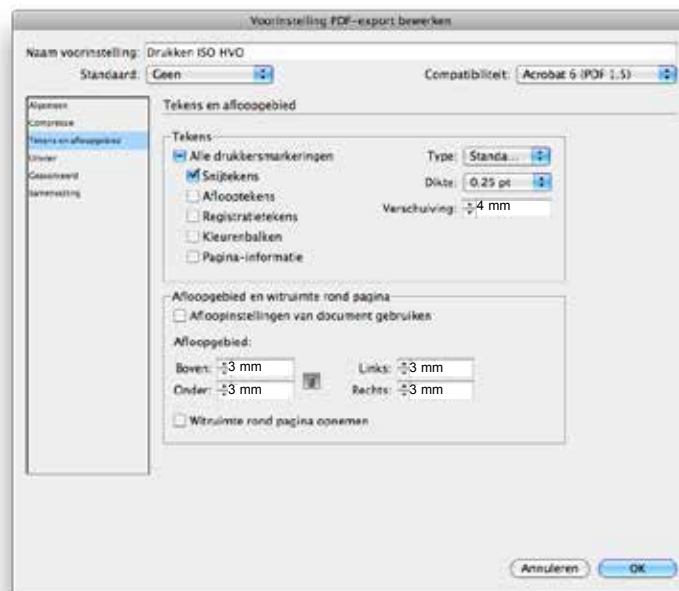 Voorinstelling PDF-export bewerken
Naam voorinstelling: Drukken ISO HVO
Standaard: Geen Compatibiliteit: Acrobat 6 (PDF 1.5)
Algemeen
Compressie
Tekens en afloopgebied
Uitvoer
Geavanceerd
Samenvatting
Tekens en afloopgebied
Tekens
Alle drukkersmarkeringen Type: Standa...
Snijtekens Dikte: 0,25 pt
Aflooptekens Verschuiving: 4 mm
Registratietekens
Kleurenbalken
Pagina-informatie
Afloopgebied en witruimte rond pagina
Afloopinstellingen van document gebruiken
Afloopgebied:
Boven: 3 mm Links: 3 mm
Onder: 3 mm Rechts: 3 mm
Witruimte rond pagina opnemen
Annuleren OK